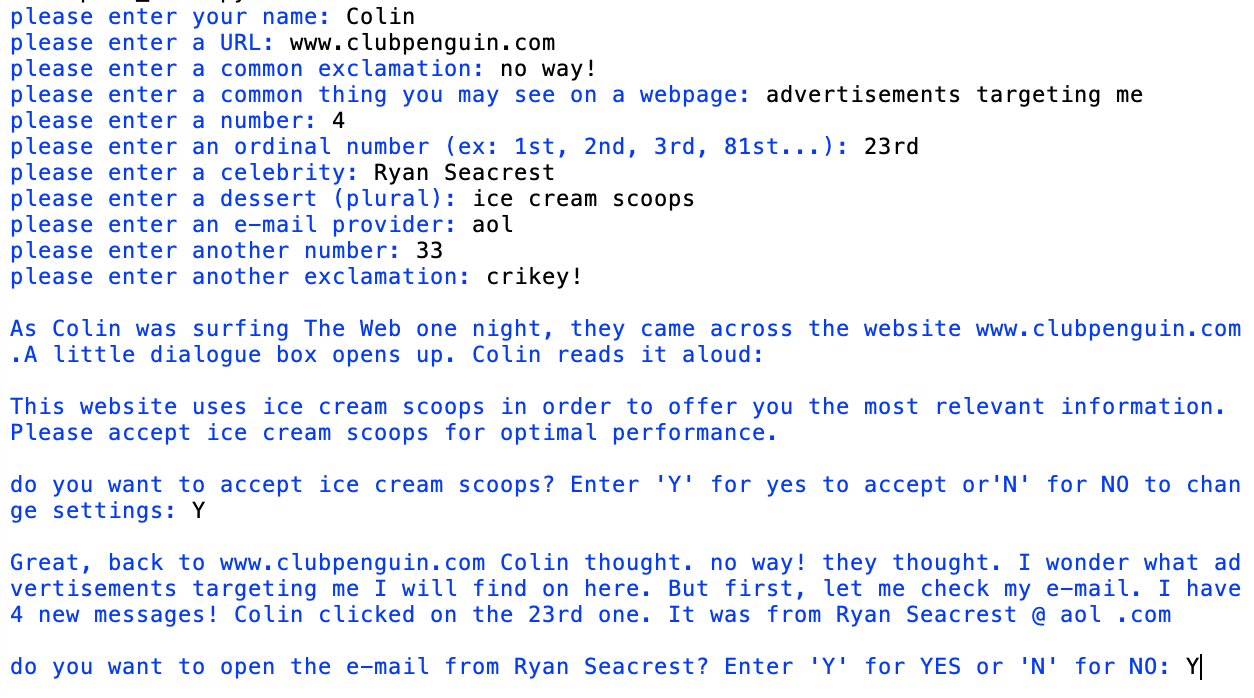 please enter your name: Colin
please enter a URL: www.clubpenguin.com
please enter a common exclamation: no way!
please enter a common thing you may see on a webpage: advertisements targeting me
please enter a number: 4
please enter an ordinal number (ex: 1st, 2nd, 3rd, 81st...): 23rd
please enter a celebrity: Ryan Seacrest
please enter a dessert (plural): ice cream scoops
please enter an e-mail provider: aol
please enter another number: 33
please enter another exclamation: crikey!
As Colin was surfing The Web one night, they came across the website www.clubpenguin.com
.A little dialogue box opens up. Colin reads it aloud:
This website uses ice cream scoops in order to offer you the most relevant information.
Please accept ice cream scoops for optimal performance.
do you want to accept ice cream scoops? Enter 'Y' for yes to accept or'N' for NO to chan
ge settings: Y
Great, back to www.clubpenguin.com Colin thought. no way! they thought. I wonder what ad
vertisements targeting me I will find on here. But first, let me check my e-mail. I have
4 new messages! Colin clicked on the 23rd one. It was from Ryan Seacrest @ aol .com
do you want to open the e-mail from Ryan Seacrest? Enter 'Y' for YES or 'N' for NO: Y